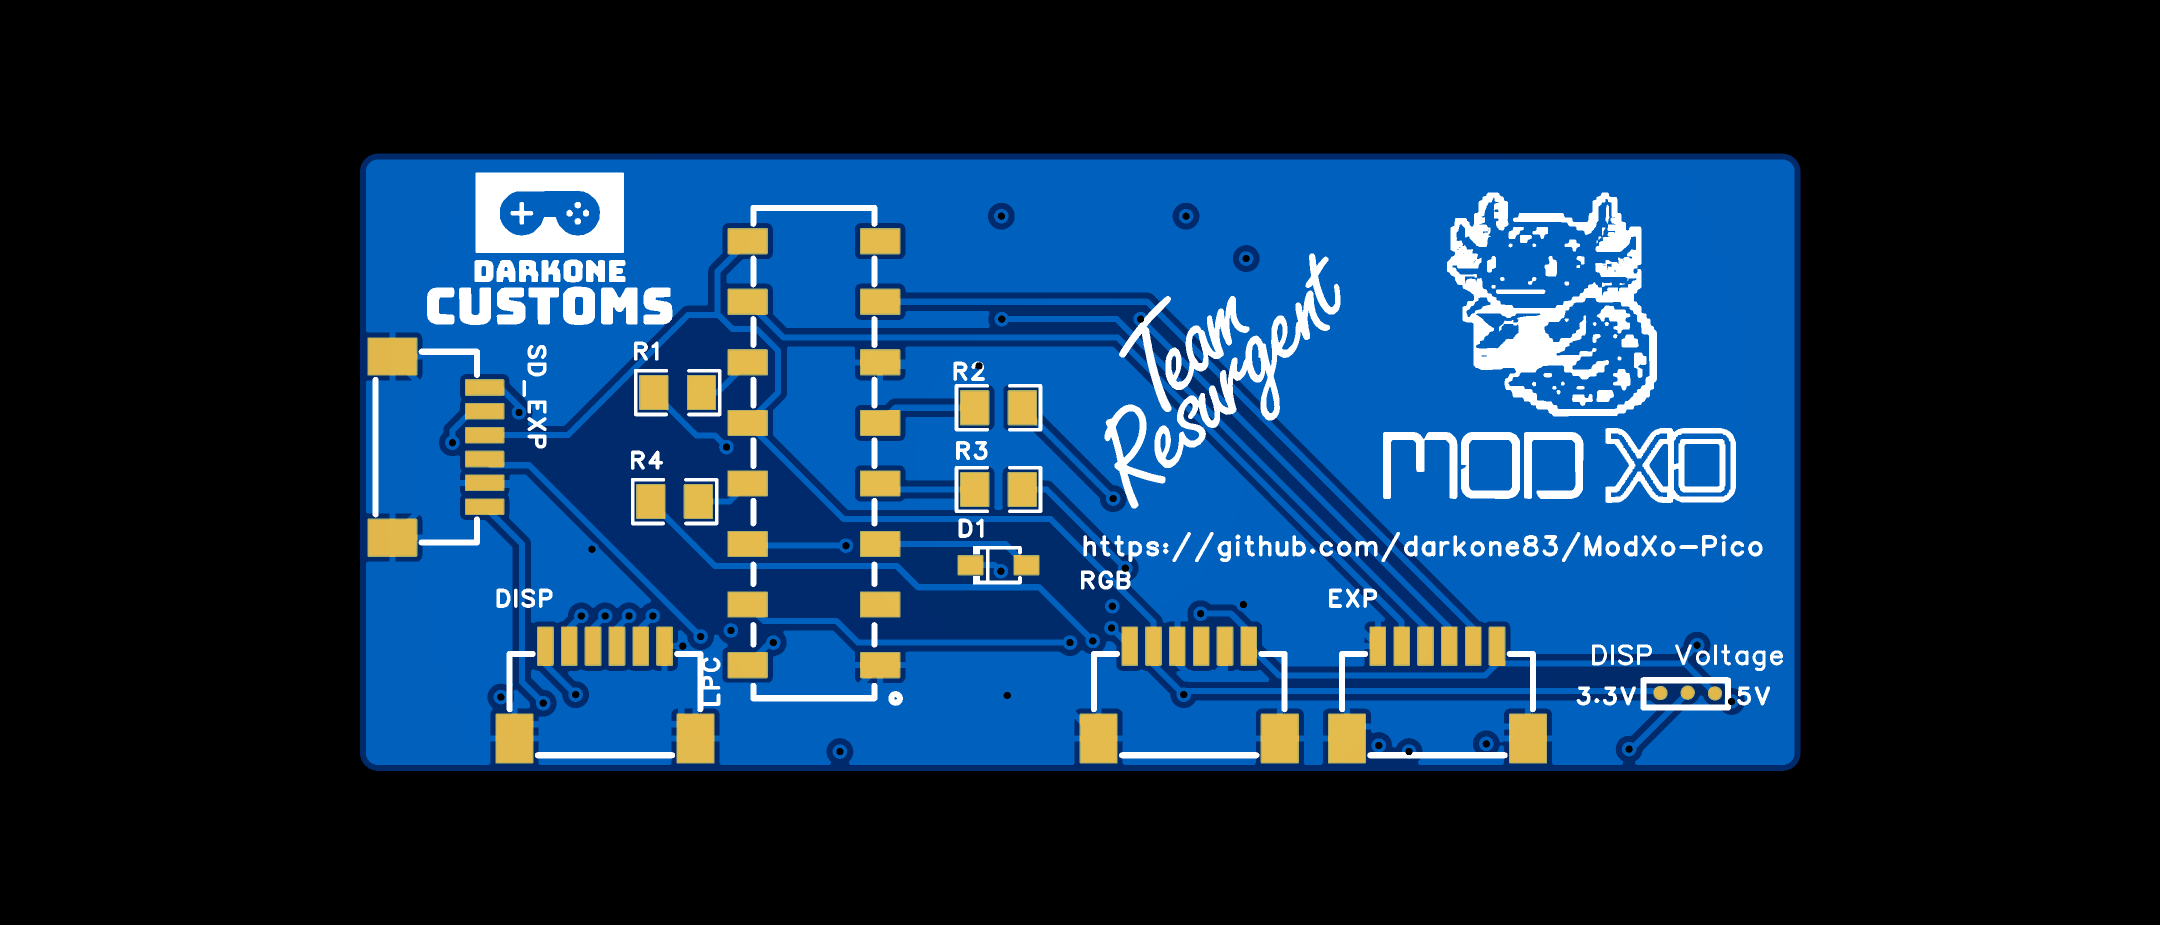 DARKONE
CUSTOMS
SD_EXP
R1
R4
R2
R3
D1
Team
Resurgent
MOD XO
https://github.com/darkone83/ModXo-Pico
RGB
EXP
DISP
LPC
DISP Voltage
3.3V
5V